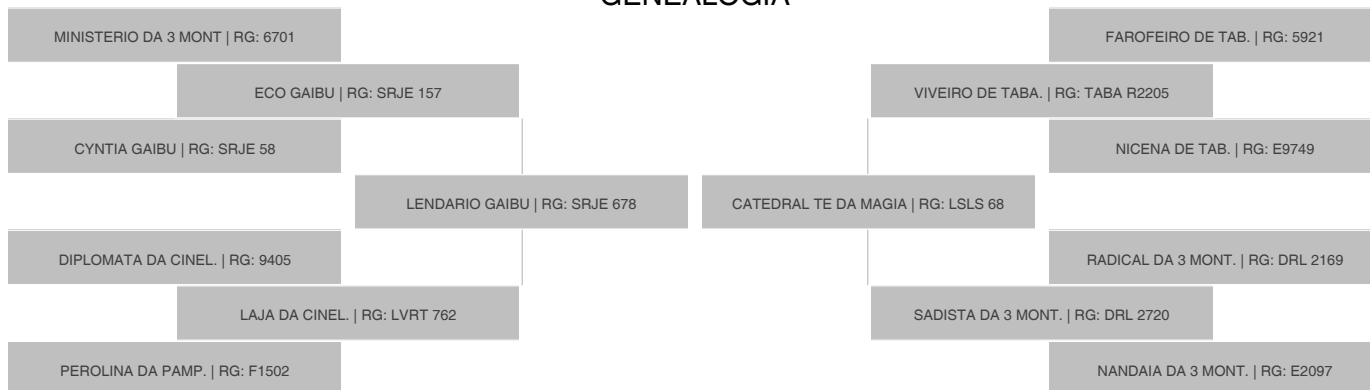 GENEALOGIA
MINISTERIO DA 3 MONT | RG: 6701
FAROFEIRO DE TAB. | RG: 5921
ECO GAIBU | RG: SRJE 157
VIVEIRO DE TABA. | RG: TABA R2205
CYNTIA GAIBU | RG: SRJE 58
NICENA DE TAB. | RG: E9749
LENDARIO GAIBU | RG: SRJE 678
CATEDRAL TE DA MAGIA | RG: LSLS 68
DIPLOMATA DA CINEL. | RG: 9405
RADICAL DA 3 MONT. | RG: DRL 2169
LAJA DA CINEL. | RG: LVRT 762
SADISTA DA 3 MONT. | RG: DRL 2720
PEROLINA DA PAMP. | RG: F1502
NANDAIA DA 3 MONT. | RG: E2097